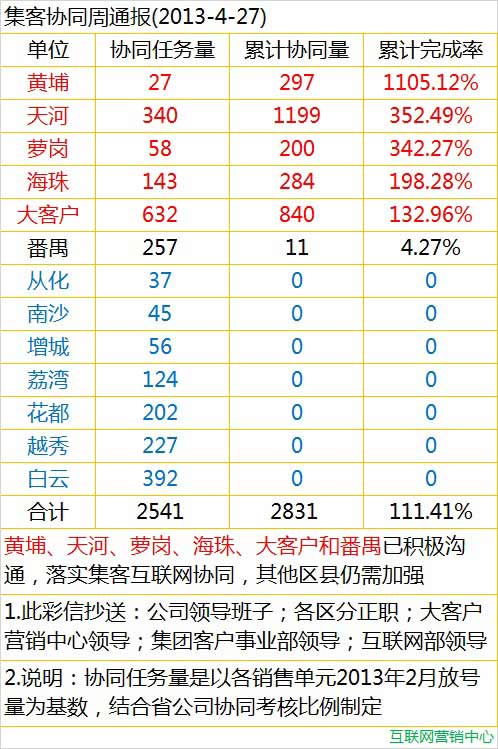 集客协同周通报(2013-4-27)
单位 协同任务量 累计协同量 累计完成率
黄埔 27 297 1105.12%
天河 340 1199 352.49%
萝岗 58 200 342.27%
海珠 143 284 198.28%
大客户 632 840 132.96%
番禺 257 11 4.27%
从化 37 0 0
南沙 45 0 0
增城 56 0 0
荔湾 124 0 0
花都 202 0 0
越秀 227 0 0
白云 392 0 0
合计 2541 2831 111.41%
黄埔、天河、萝岗、海珠、大客户和番禺已积极沟
通，落实集客互联网协同，其他区县仍需加强
1.此彩信抄送：公司领导班子；各区分正职；大客户
营销中心领导；集团客户事业部领导；互联网部领导
2.说明：协同任务量是以各销售单元2013年2月放号
量为基数，结合省公司协同考核比例制定
互联网营销中心